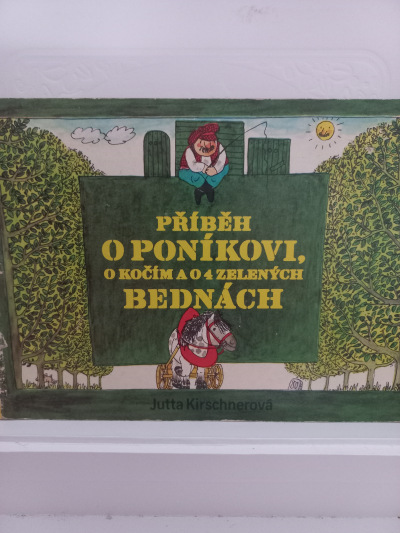 PŘÍBĚH
O PONÍKOVI,
O KOČÍM A O 4 ZELENÝCH
BEDNÁCH
Jutta Kirschnerová